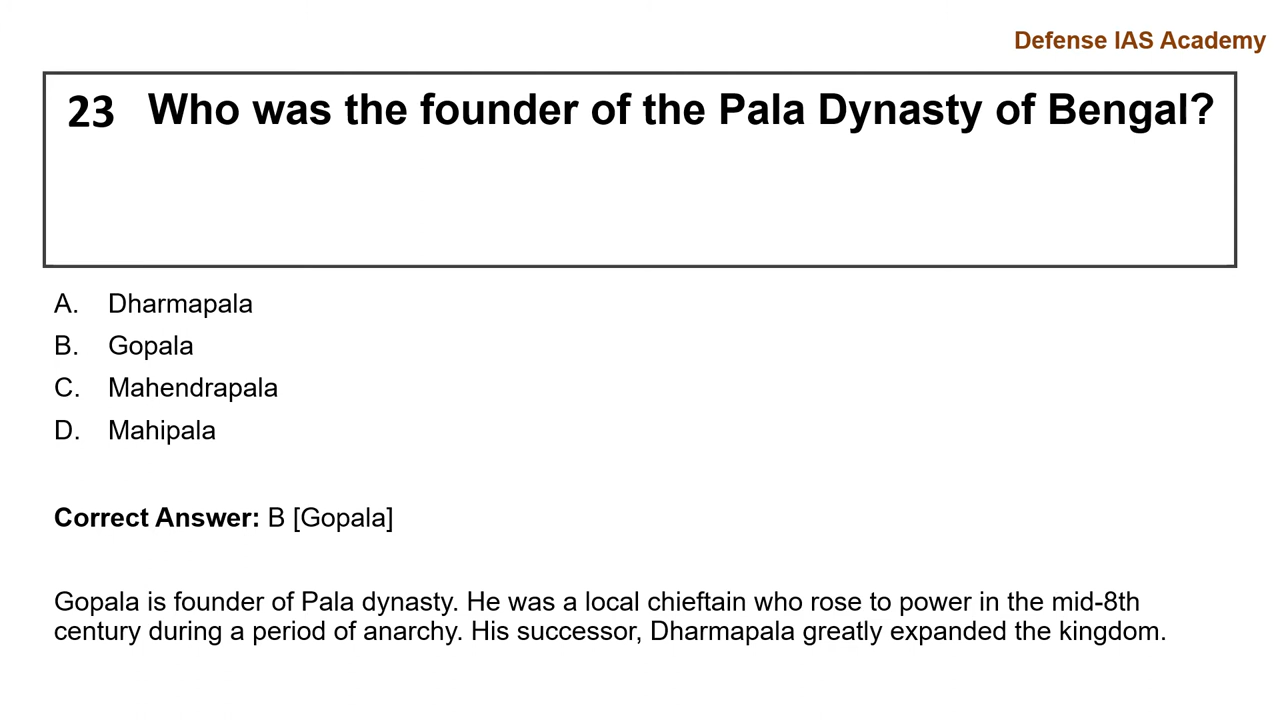 Defense IAS Academy
23 Who was the founder of the Pala Dynasty of Bengal?
A. Dharmapala
B. Gopala
C. Mahendrapala
D. Mahipala
Correct Answer: B [Gopala]
Gopala is founder of Pala dynasty. He was a local chieftain who rose to power in the mid-8th
century during a period of anarchy. His successor, Dharmapala greatly expanded the kingdom.